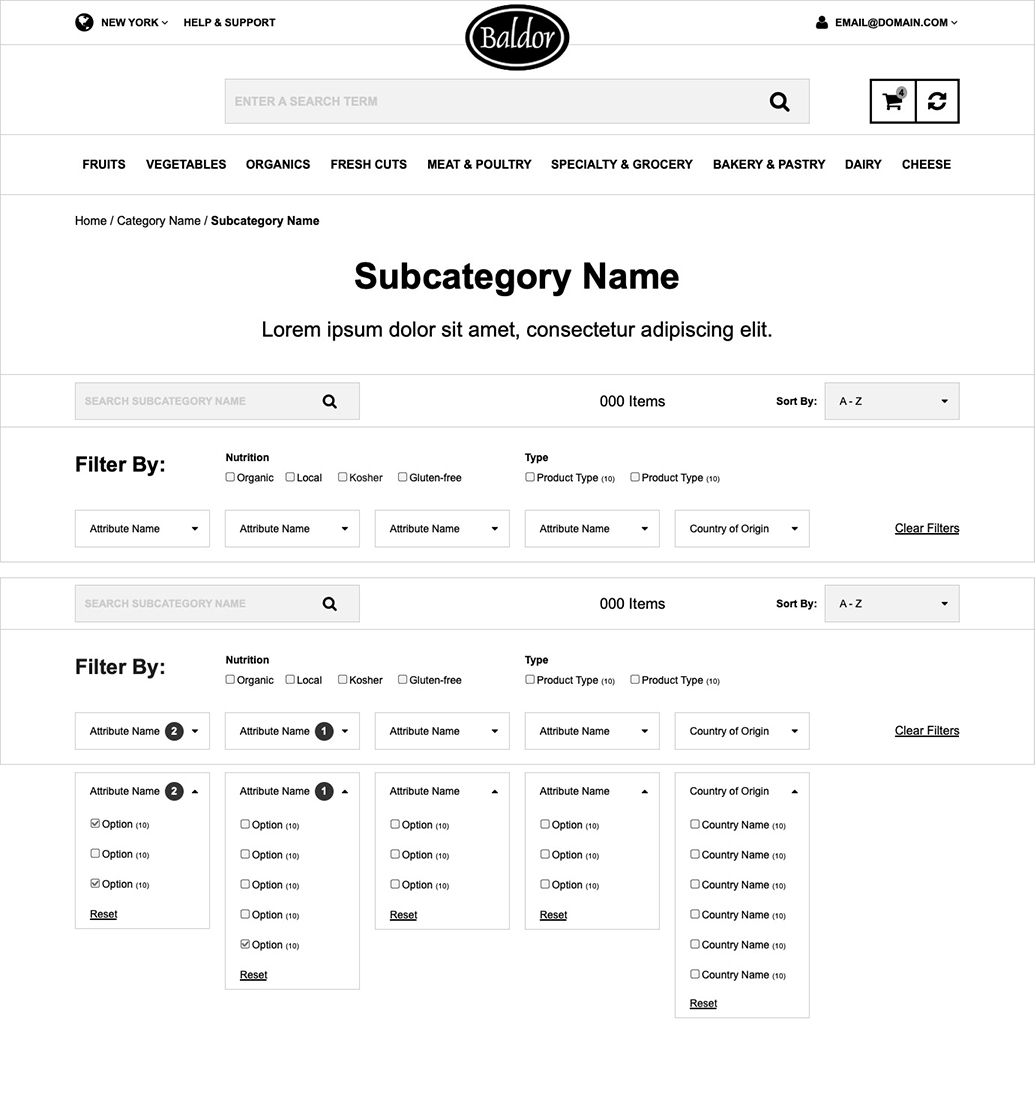 NEW YORK HELP & SUPPORT Baldor EMAIL@DOMAIN.COM
ENTER A SEARCH TERM 4
FRUITS VEGETABLES ORGANICS FRESH CUTS MEAT & POULTRY SPECIALTY & GROCERY BAKERY & PASTRY DAIRY CHEESE
Home / Category Name / Subcategory Name
Subcategory Name
Lorem ipsum dolor sit amet, consectetur adipiscing elit.
SEARCH SUBCATEGORY NAME 000 Items Sort By: A - Z
Filter By: Nutrition Type
Organic Local Kosher Gluten-free Product Type (10) Product Type (10)
Attribute Name Attribute Name Attribute Name Attribute Name Country of Origin Clear Filters
SEARCH SUBCATEGORY NAME 000 Items Sort By: A - Z
Filter By: Nutrition Type
Organic Local Kosher Gluten-free Product Type (10) Product Type (10)
Attribute Name 2 Attribute Name 1 Attribute Name Attribute Name Country of Origin Clear Filters
Attribute Name 2 Attribute Name 1 Attribute Name Attribute Name Country of Origin
Option (10) Option (10) Option (10) Option (10) Country Name (10)
Option (10) Option (10) Option (10) Option (10) Country Name (10)
Option (10) Option (10) Option (10) Option (10) Country Name (10)
Reset Option (10) Reset Reset Country Name (10)
Option (10) Country Name (10)
Reset Country Name (10)
Reset